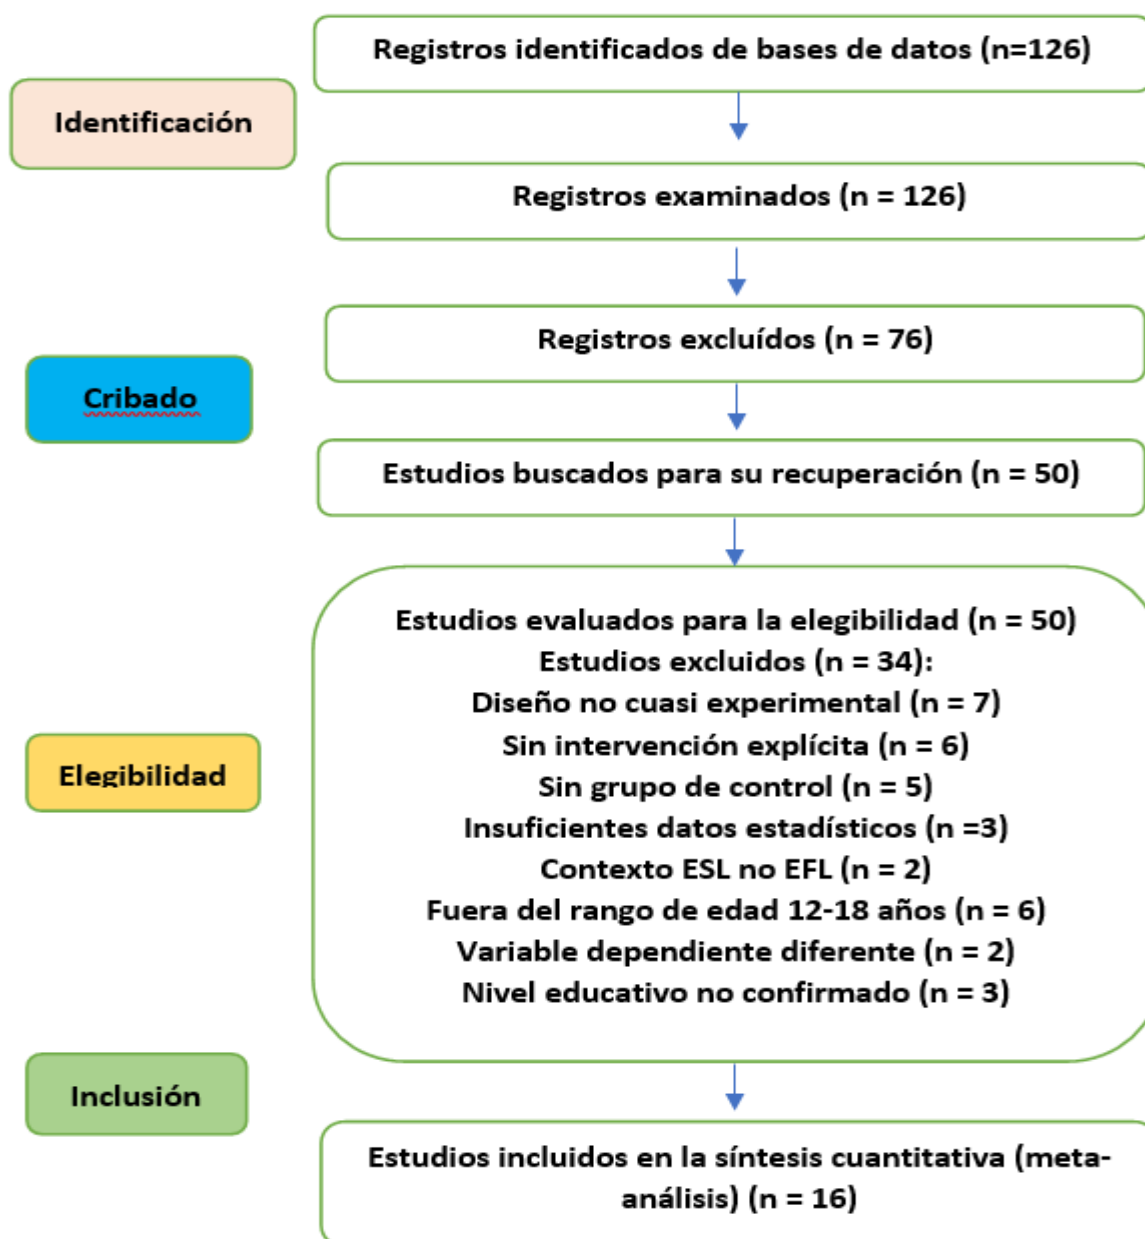 Registros identificados de bases de datos (n=126)
Identificación
Registros examinados (n = 126)
Registros excluídos (n = 76)
Cribado
Estudios buscados para su recuperación (n = 50)
Estudios evaluados para la elegibilidad (n = 50)
Estudios excluidos (n = 34):
Diseño no cuasi experimental (n = 7)
Sin intervención explícita (n = 6)
Elegibilidad
Sin grupo de control (n = 5)
Insuficientes datos estadísticos (n =3)
Contexto ESL no EFL (n = 2)
Fuera del rango de edad 12-18 años (n = 6)
Variable dependiente diferente (n = 2)
Nivel educativo no confirmado (n = 3)
Inclusión
Estudios incluidos en la síntesis cuantitativa (meta-
análisis) (n = 16)